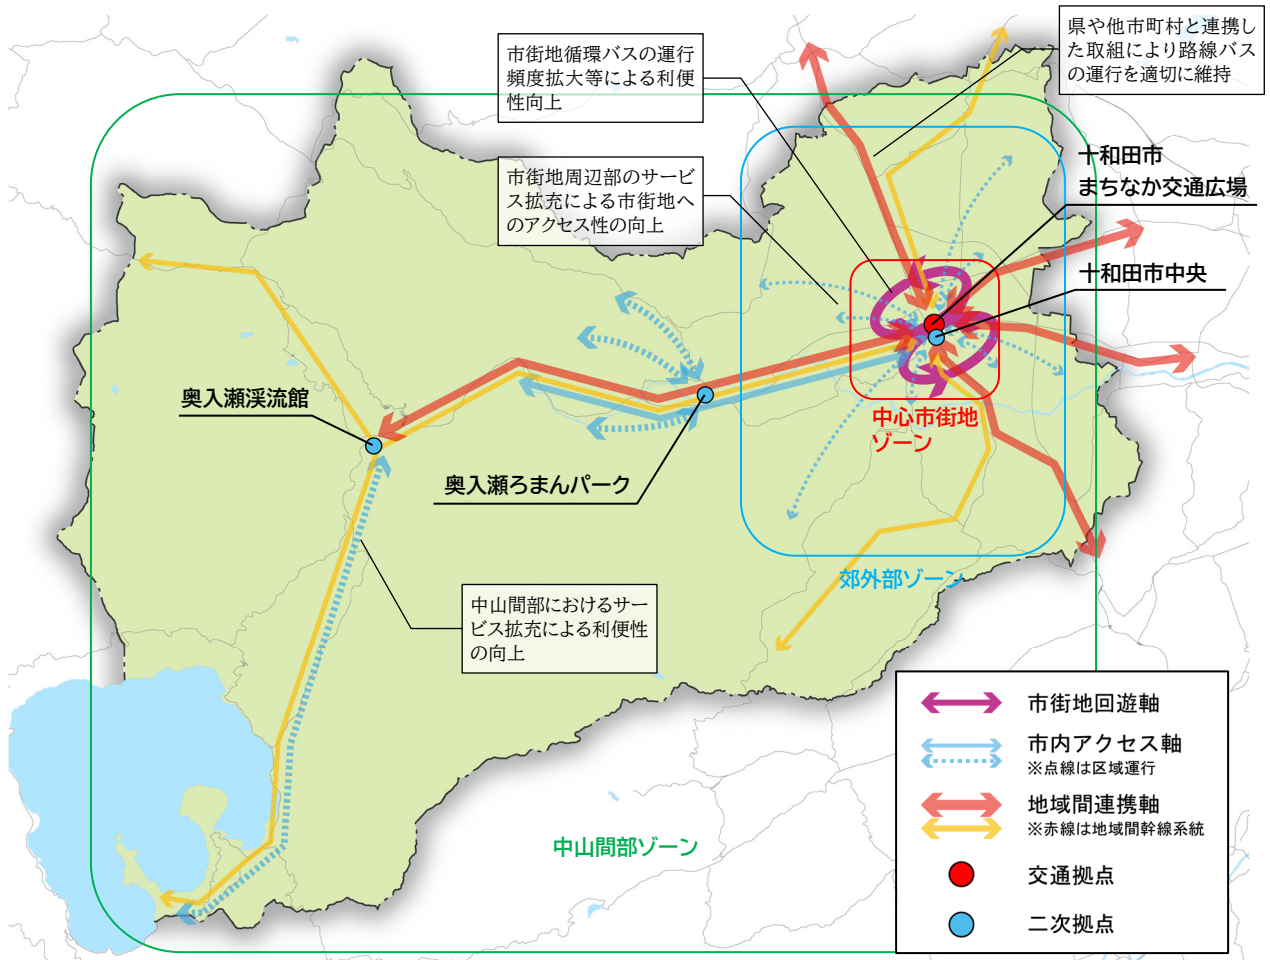 県や他市町村と連携し
た取組により路線バス
の運行を適切に維持
市街地循環バスの運行
頻度拡大等による利便
性向上
市街地周辺部のサービ
ス拡充による市街地へ
のアクセス性の向上
十和田市
まちなか交通広場
十和田市中央
奥入瀬渓流館
中心市街地
ゾーン
奥入瀬ろまんパーク
郊外部ゾーン
中山間部におけるサー
ビス拡充による利便性
の向上
中山間部ゾーン
市街地回遊軸
市内アクセス軸
※点線は区域運行
地域間連携軸
※赤線は地域間幹線系統
交通拠点
二次拠点